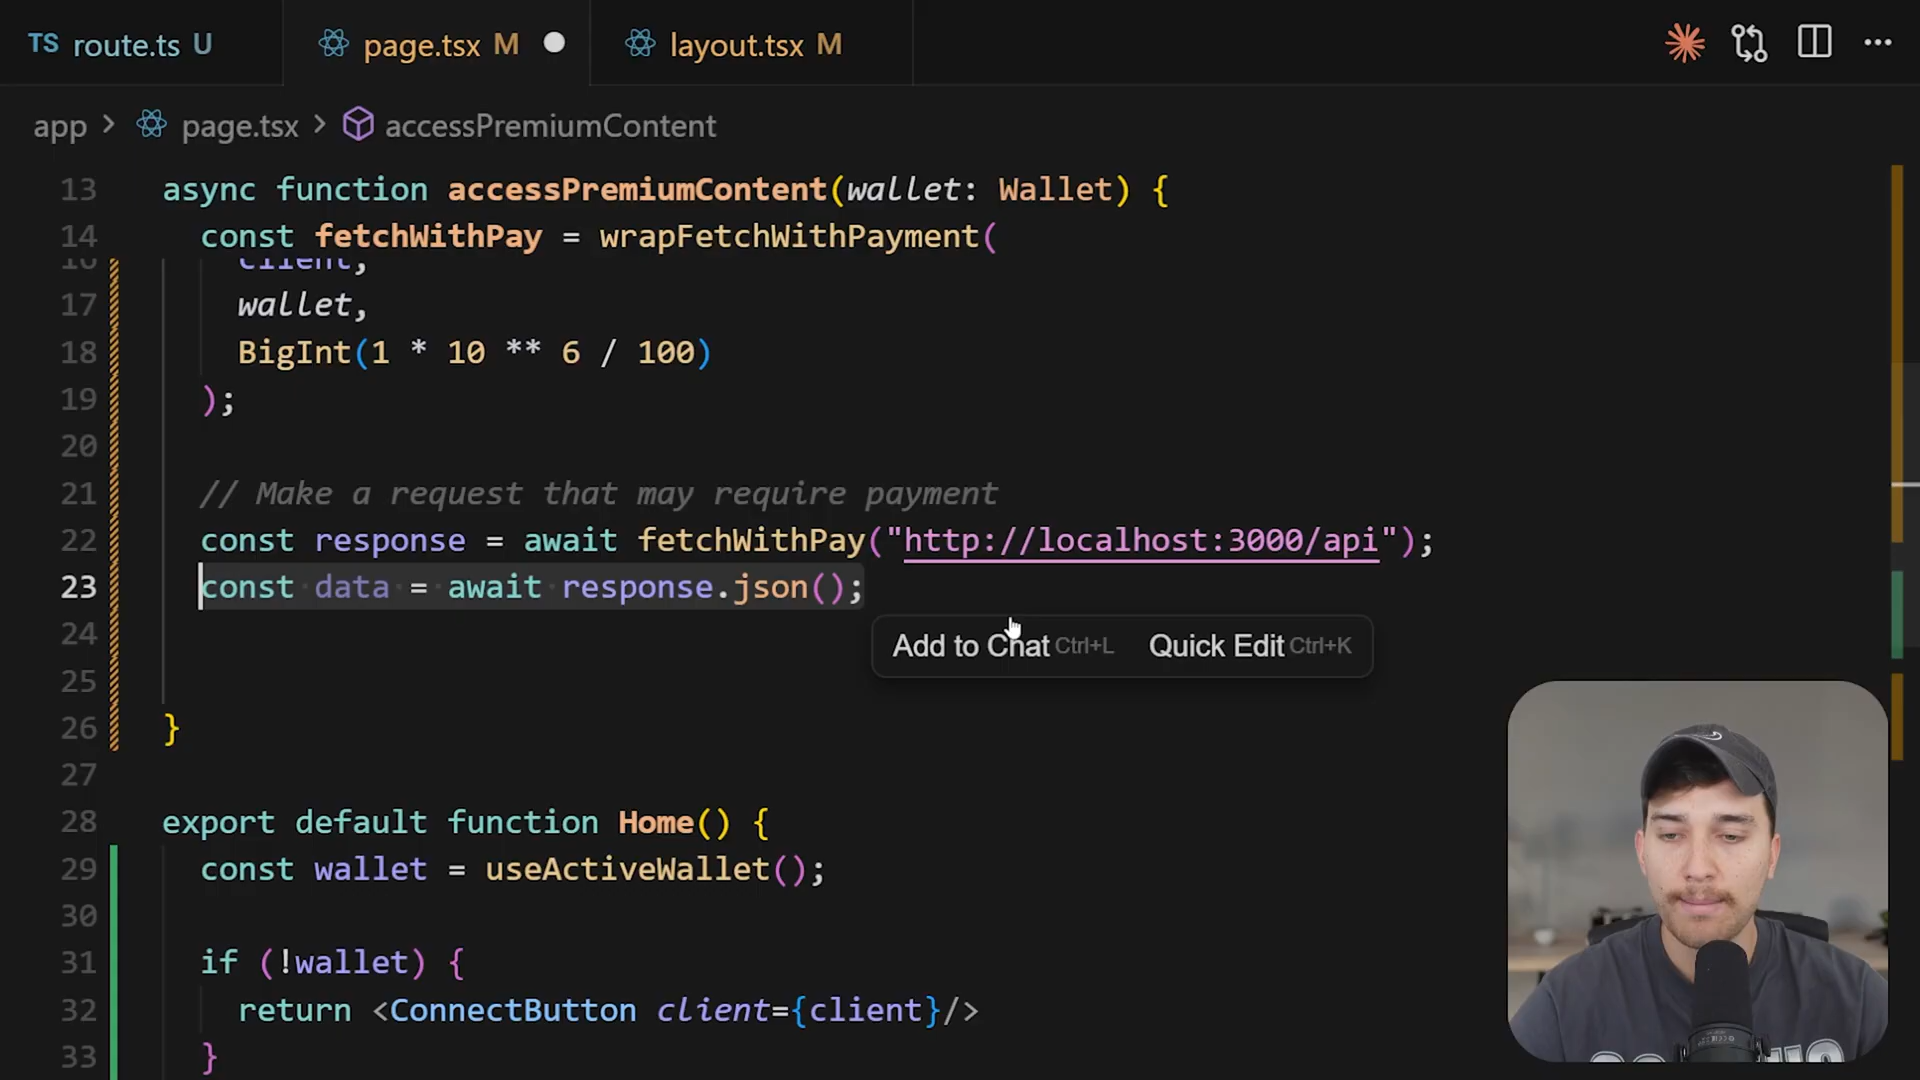 TS route.ts U
page.tsx M
layout.tsx M
app > page.tsx > accessPremiumContent
13 async function accessPremiumContent(wallet: Wallet) {
14 const fetchWithPay = wrapFetchWithPayment(
16 client,
17 wallet,
18 BigInt(1 * 10 ** 6 / 100)
19 );
20
21 // Make a request that may require payment
22 const response = await fetchWithPay("http://localhost:3000/api");
23 const data = await response.json();
24
Add to Chat Ctrl+L Quick Edit Ctrl+K
25
26 }
27
28 export default function Home() {
29 const wallet = useActiveWallet();
30
31 if (!wallet) {
32 return <ConnectButton client={client}/>
33 }